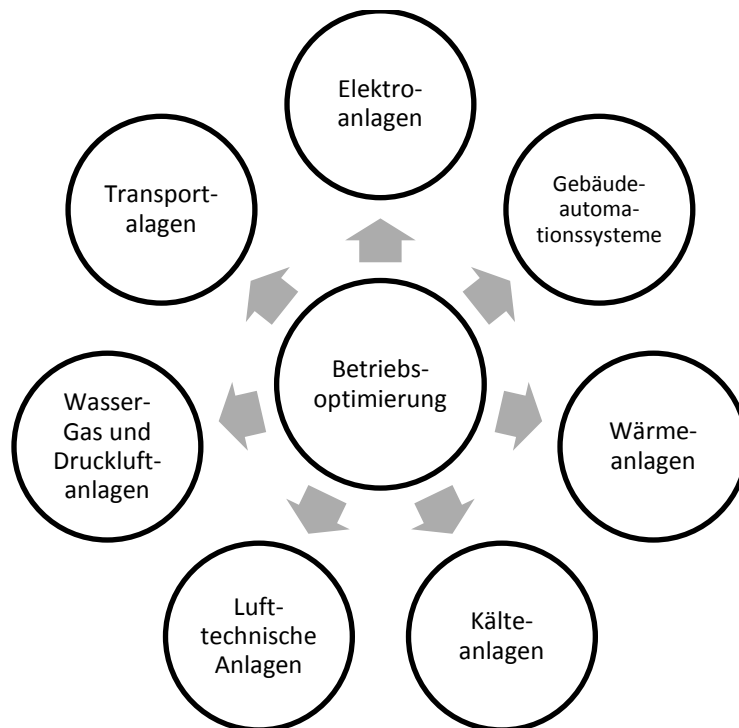 Elektro-
anlagen
Gebäude-
automa-
tionssysteme
Wärme-
anlagen
Kälte-
anlagen
Luft-
technische
Anlagen
Wasser-
Gas und
Druckluft-
anlagen
Transport-
alagen
Betriebs-
optimierung